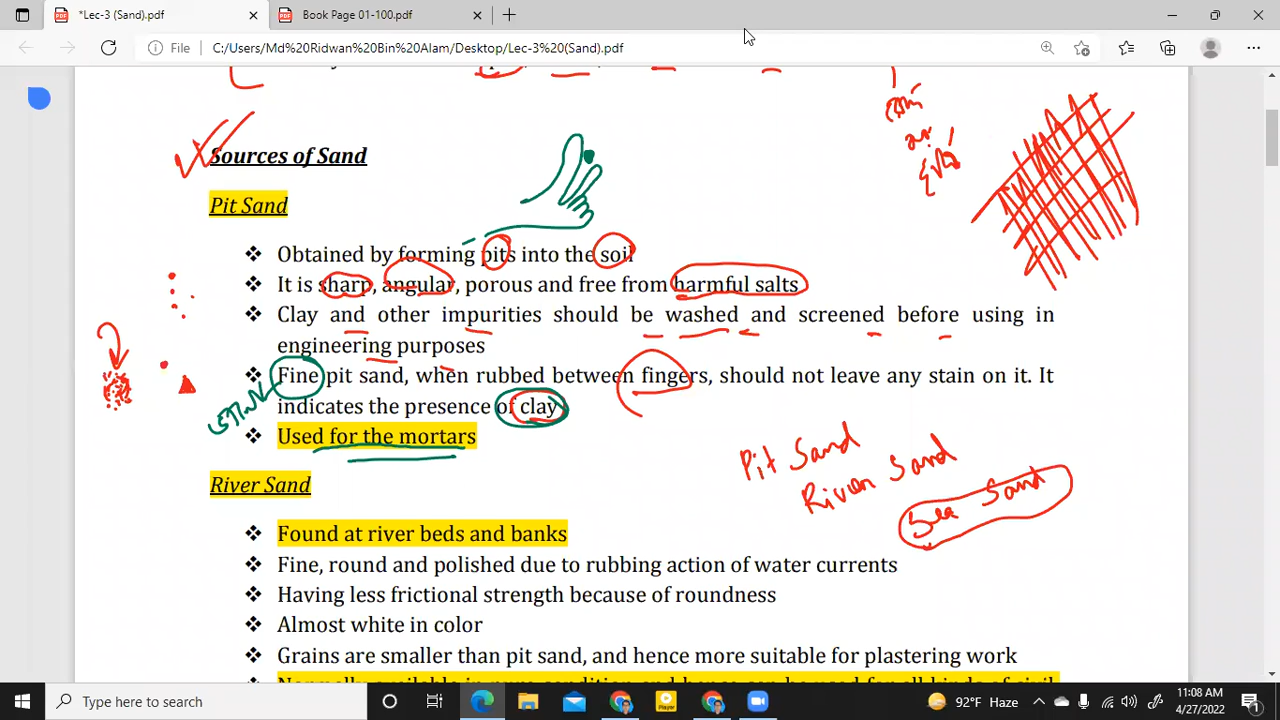 *Lec-3 (Sand).pdf
Book Page 01-100.pdf
File
C:/Users/Md%20Ridwan%20Bin%20Alam/Desktop/Lec-3%20(Sand).pdf
Sources of Sand
Pit Sand
❖ Obtained by forming pits into the soil
❖ It is sharp, angular, porous and free from harmful salts
❖ Clay and other impurities should be washed and screened before using in
engineering purposes
❖ Fine pit sand, when rubbed between fingers, should not leave any stain on it. It
indicates the presence of clay
❖ Used for the mortars
Pit Sand
River Sand
Sea Sand
River Sand
❖ Found at river beds and banks
❖ Fine, round and polished due to rubbing action of water currents
❖ Having less frictional strength because of roundness
❖ Almost white in color
❖ Grains are smaller than pit sand, and hence more suitable for plastering work
Type here to search
Player
92°F Haze
11:08 AM
4/27/2022
1